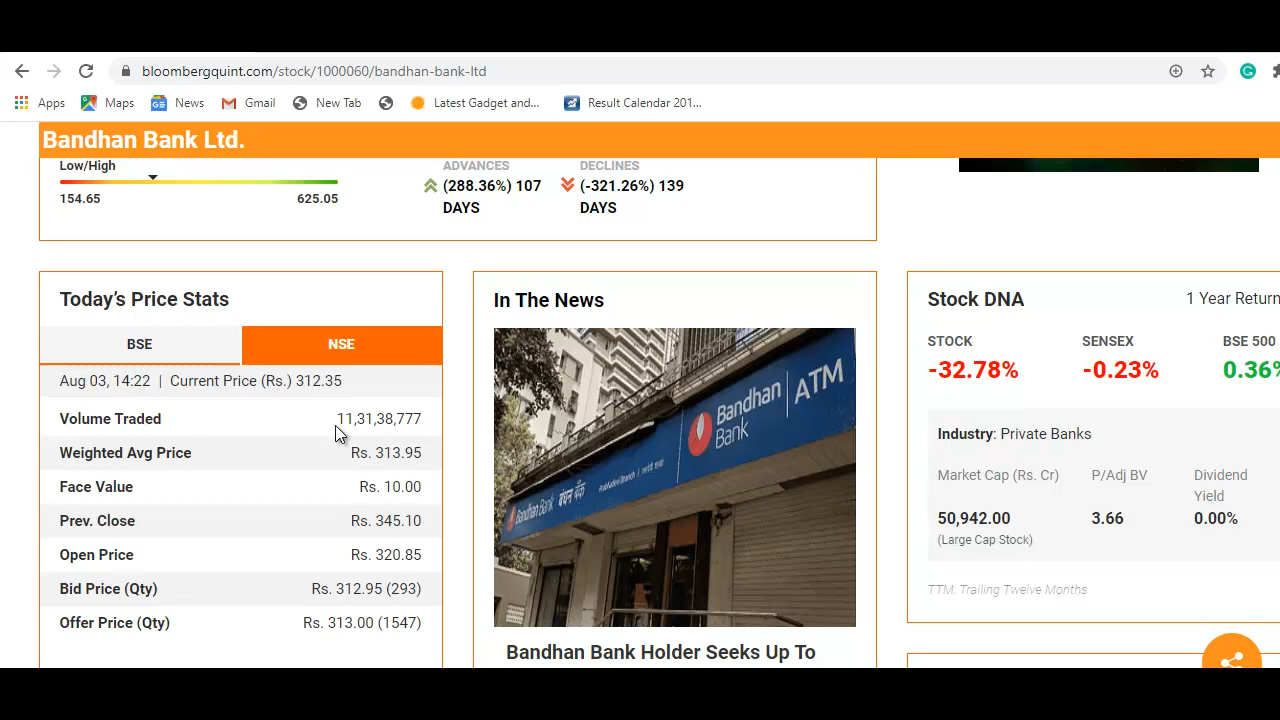 bloombergquint.com/stock/1000060/bandhan-bank-ltd
Apps Maps News Gmail New Tab Latest Gadget and... Result Calendar 201...
Bandhan Bank Ltd.
Low/High
154.65 625.05
ADVANCES
(288.36%) 107
DAYS
DECLINES
(-321.26%) 139
DAYS
Today's Price Stats
BSE NSE
Aug 03, 14:22 | Current Price (Rs.) 312.35
Volume Traded 11,31,38,777
Weighted Avg Price Rs. 313.95
Face Value Rs. 10.00
Prev. Close Rs. 345.10
Open Price Rs. 320.85
Bid Price (Qty) Rs. 312.95 (293)
Offer Price (Qty) Rs. 313.00 (1547)
In The News
Bandhan
Bank
ATM
Bandhan Bank बंधन बैंक
Bandhan Bank Holder Seeks Up To
Stock DNA 1 Year Return
STOCK SENSEX BSE 500
-32.78% -0.23% 0.36%
Industry: Private Banks
Market Cap (Rs. Cr) P/Adj BV Dividend
Yield
50,942.00 3.66 0.00%
(Large Cap Stock)
TTM: Trailing Twelve Months